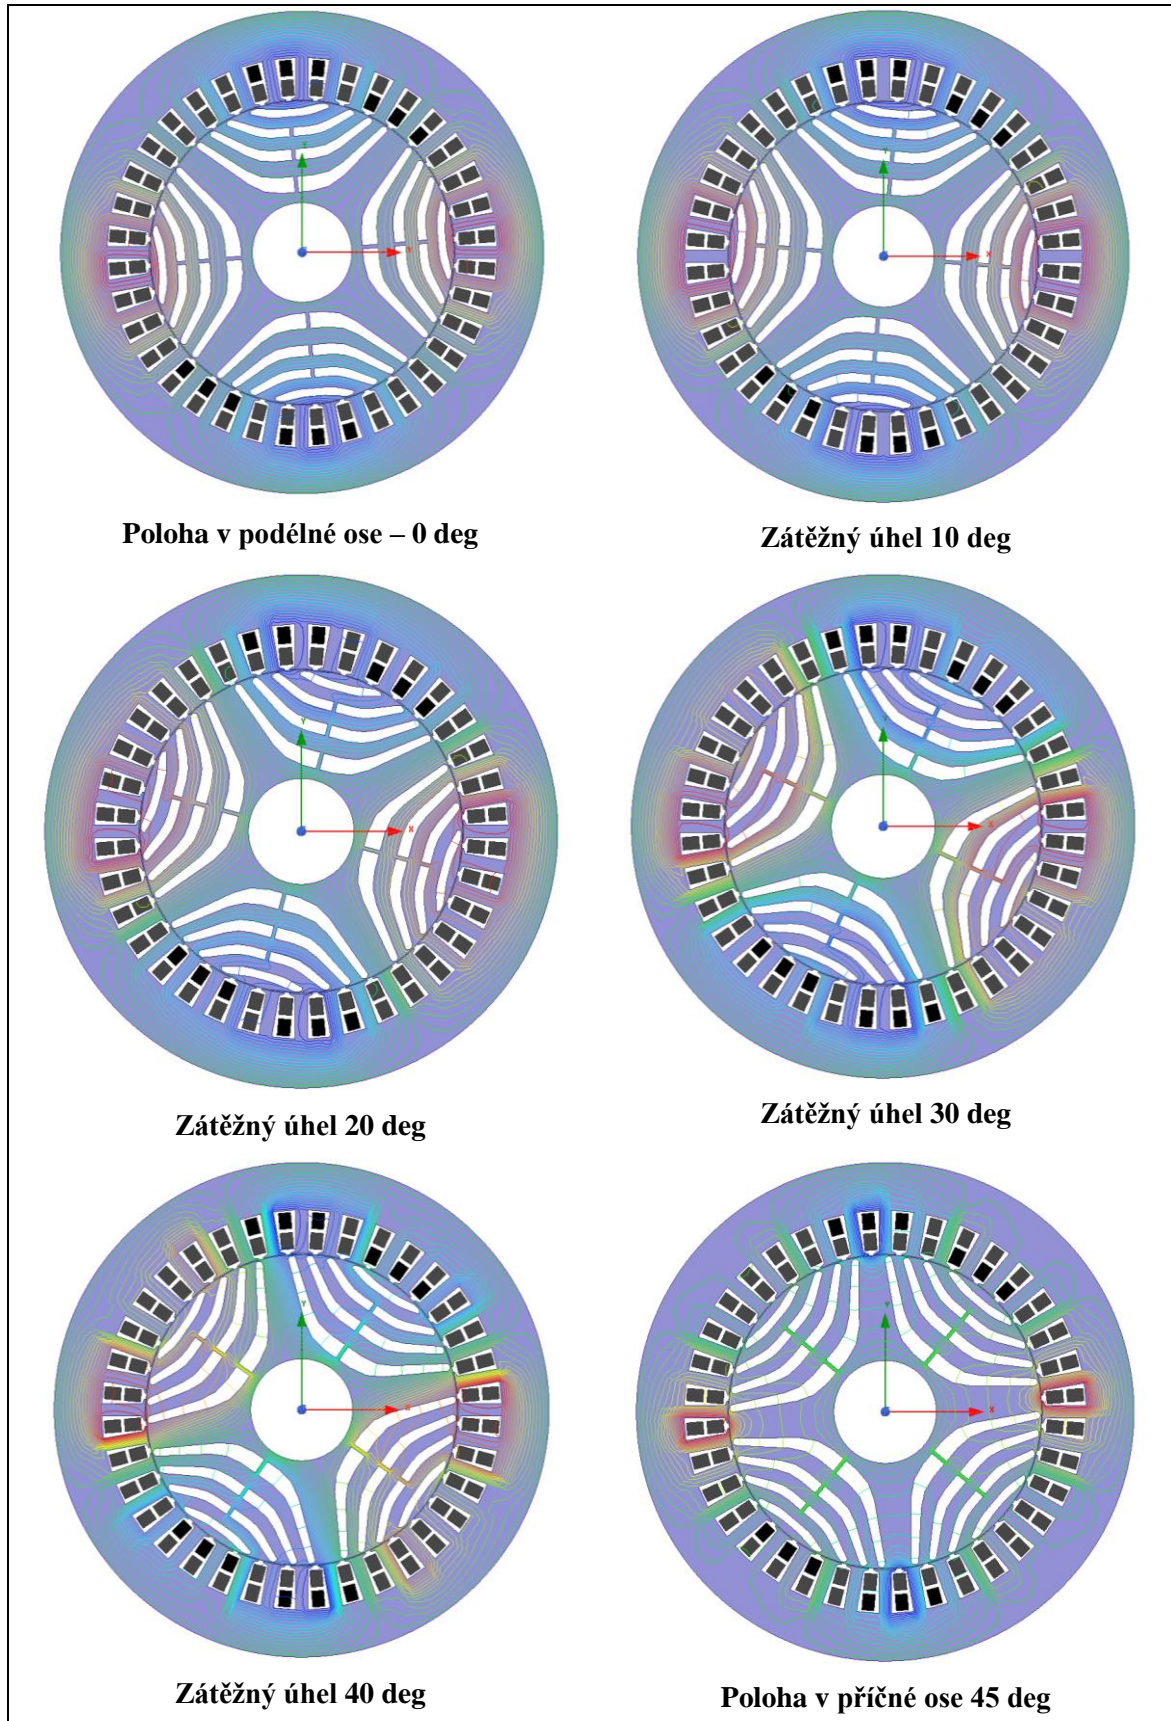 Poloha v podélné ose – 0 deg
Zátěžný úhel 10 deg
Zátěžný úhel 20 deg
Zátěžný úhel 30 deg
Zátěžný úhel 40 deg
Poloha v příčné ose 45 deg